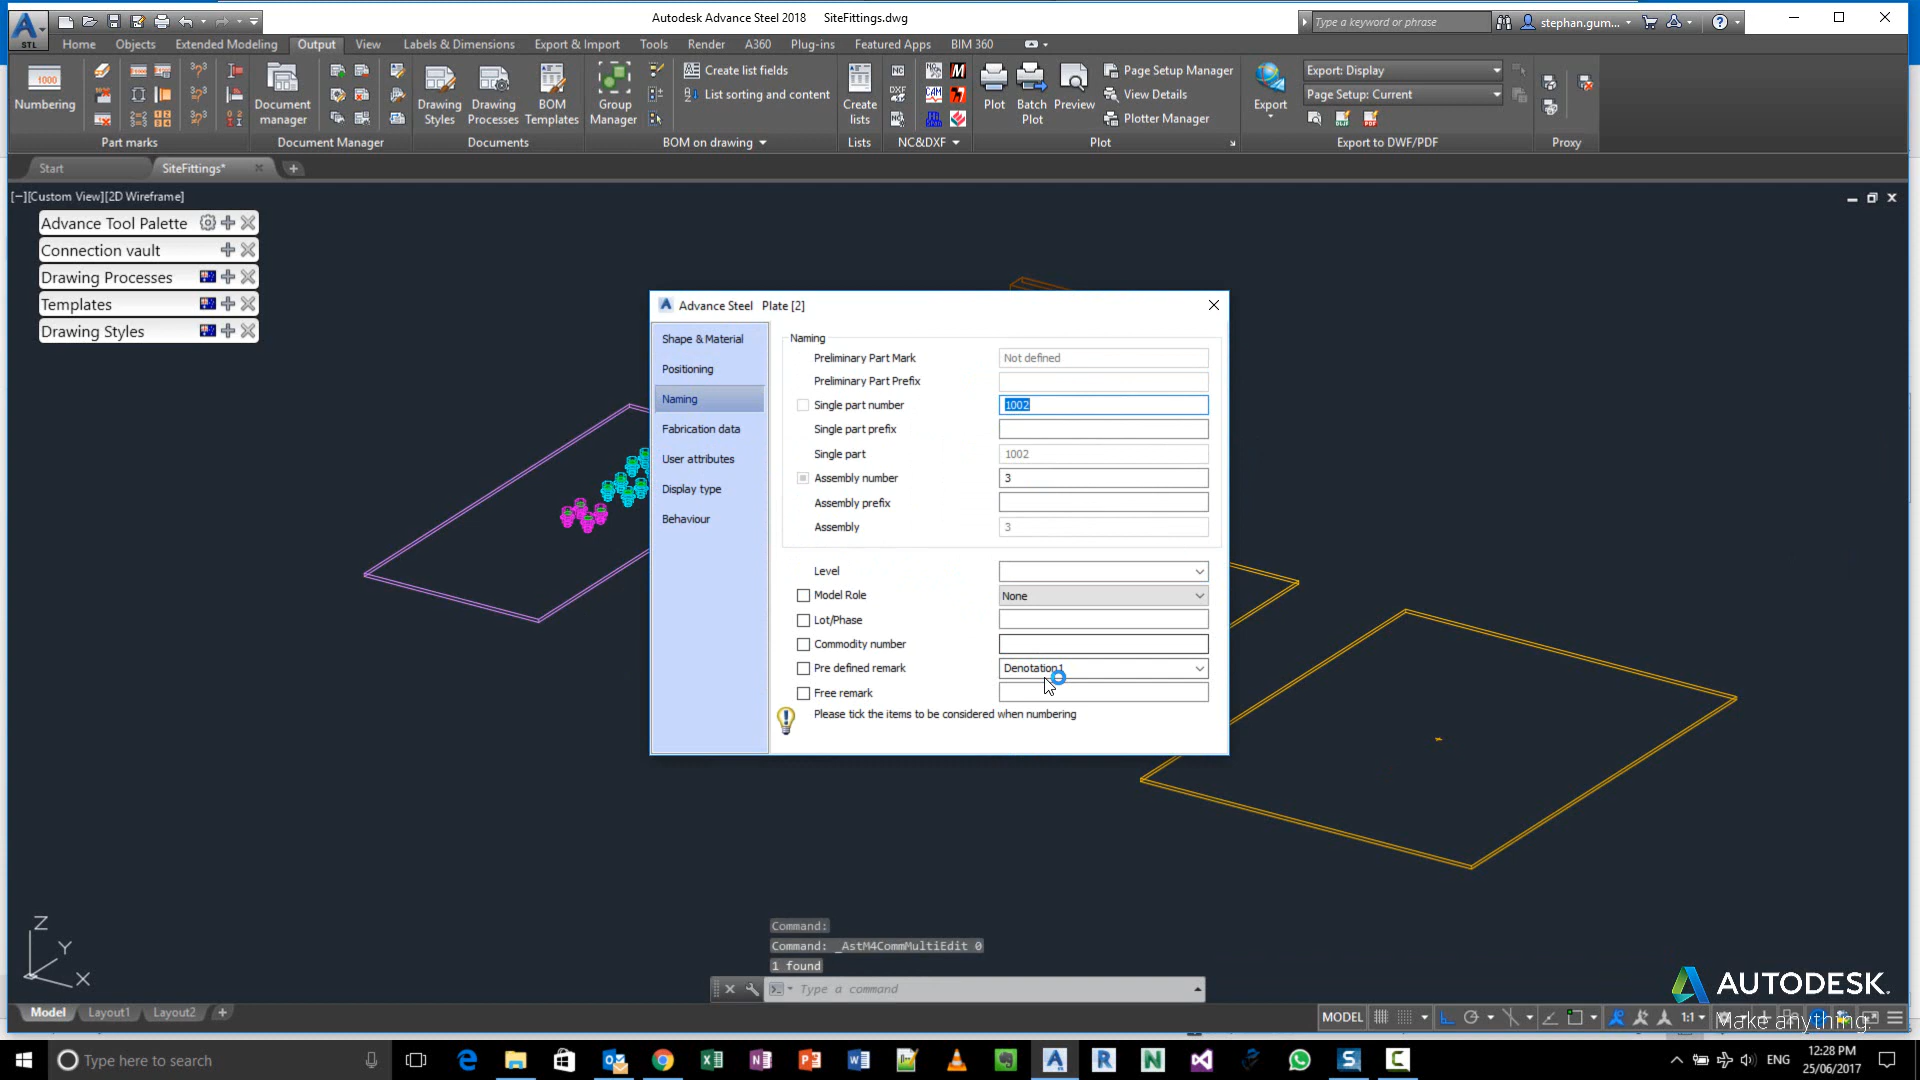 Autodesk Advance Steel 2018 SiteFittings.dwg
Type a keyword or phrase
stephan.gum...
STL
Home Objects Extended Modeling Output View Labels & Dimensions Export & Import Tools Render A360 Plug-ins Featured Apps BIM 360
1000
Numbering
Document manager
Drawing Styles
Drawing Processes
BOM Templates
Group Manager
Create list fields
List sorting and content
Create lists
Plot
Batch Plot
Preview
Page Setup Manager
View Details
Plotter Manager
Export
Export: Display
Page Setup: Current
Part marks
Document Manager
Documents
BOM on drawing
Lists
NC&DXF
Plot
Export to DWF/PDF
Proxy
Start
SiteFittings*
[−][Custom View][2D Wireframe]
Advance Tool Palette
Connection vault
Drawing Processes
Templates
Drawing Styles
Advance Steel Plate [2]
Shape & Material
Positioning
Naming
Fabrication data
User attributes
Display type
Behaviour
Naming
Preliminary Part Mark Not defined
Preliminary Part Prefix
Single part number 1002
Single part prefix
Single part 1002
Assembly number 3
Assembly prefix
Assembly 3
Level
Model Role None
Lot/Phase
Commodity number
Pre defined remark Denotation1
Free remark
Please tick the items to be considered when numbering
Z
Y
X
Command:
Command: _AstM4CommMultiEdit 0
1 found
Type a command
AUTODESK.
Make anything.
Model Layout1 Layout2
MODEL
1:1
Type here to search
ENG
12:28 PM
25/06/2017